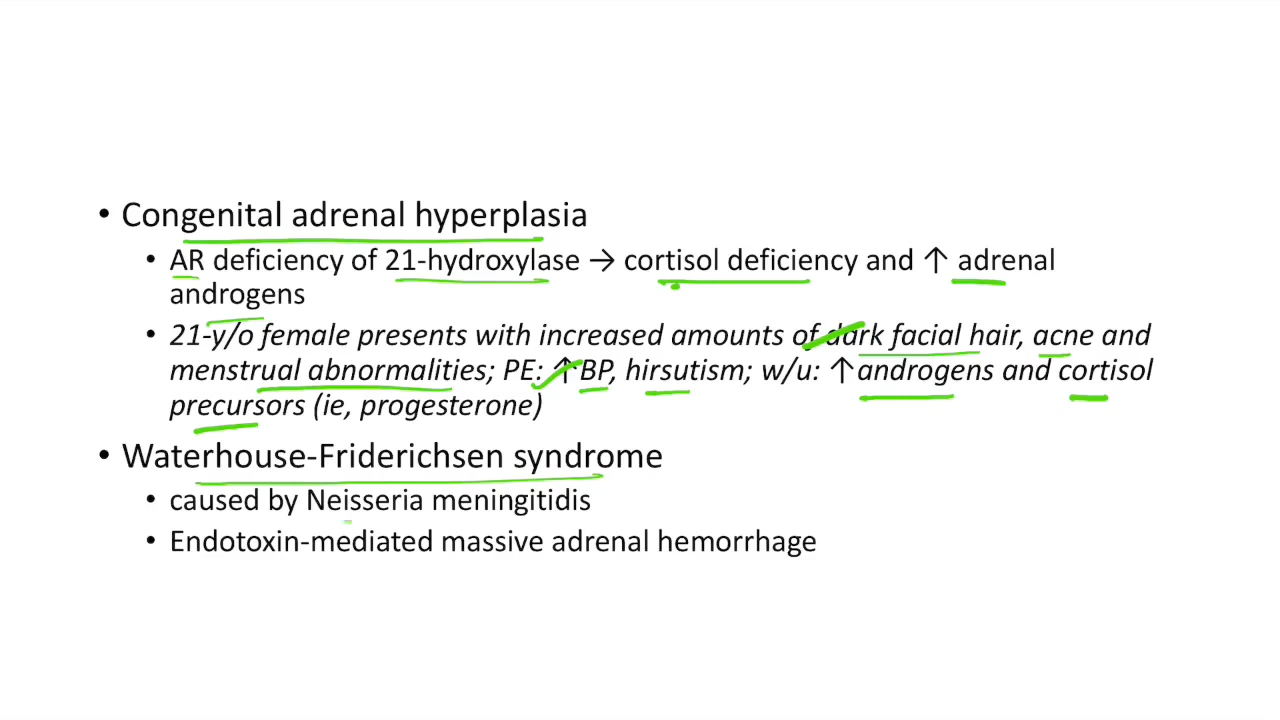 • Congenital adrenal hyperplasia
• AR deficiency of 21-hydroxylase → cortisol deficiency and ↑ adrenal
androgens
• 21-y/o female presents with increased amounts of dark facial hair, acne and
menstrual abnormalities; PE: ↑BP, hirsutism; w/u: ↑androgens and cortisol
precursors (ie, progesterone)
• Waterhouse-Friderichsen syndrome
• caused by Neisseria meningitidis
• Endotoxin-mediated massive adrenal hemorrhage